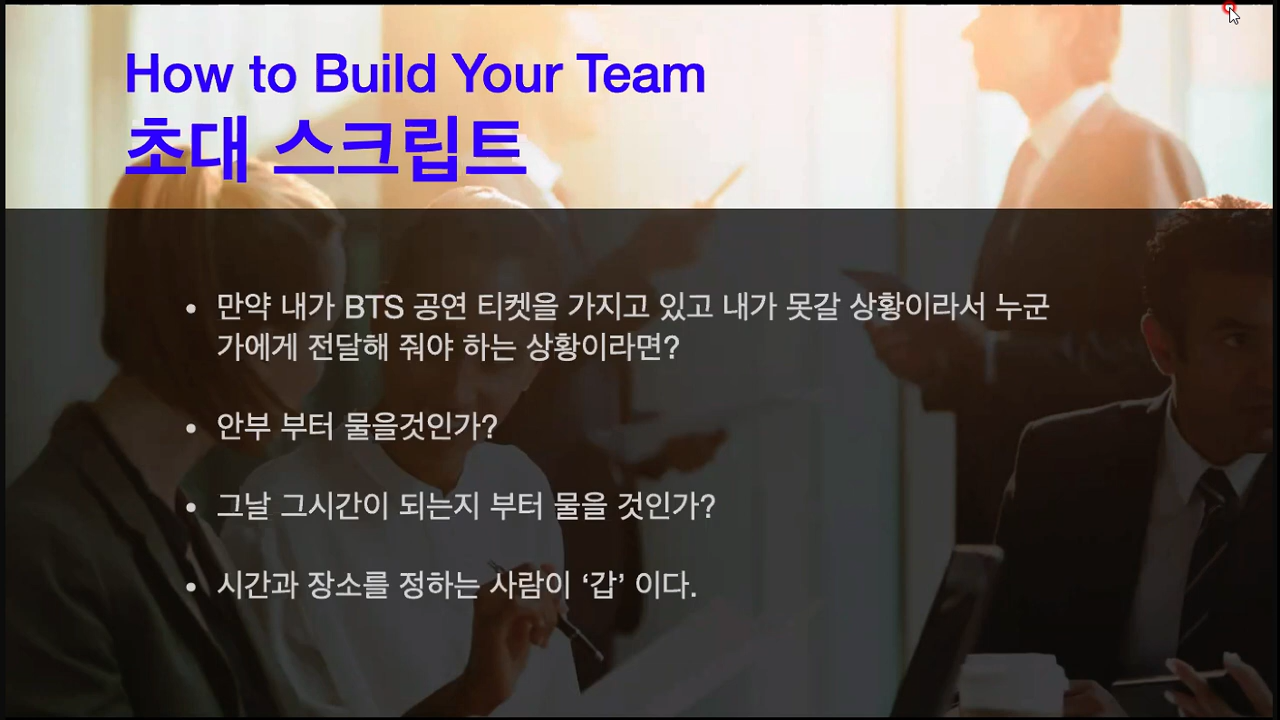 How to Build Your Team
초대 스크립트
• 만약 내가 BTS 공연 티켓을 가지고 있고 내가 못갈 상황이라서 누군
가에게 전달해 줘야 하는 상황이라면?
• 안부 부터 물을것인가?
• 그날 그시간이 되는지 부터 물을 것인가?
• 시간과 장소를 정하는 사람이 ‘갑’ 이다.